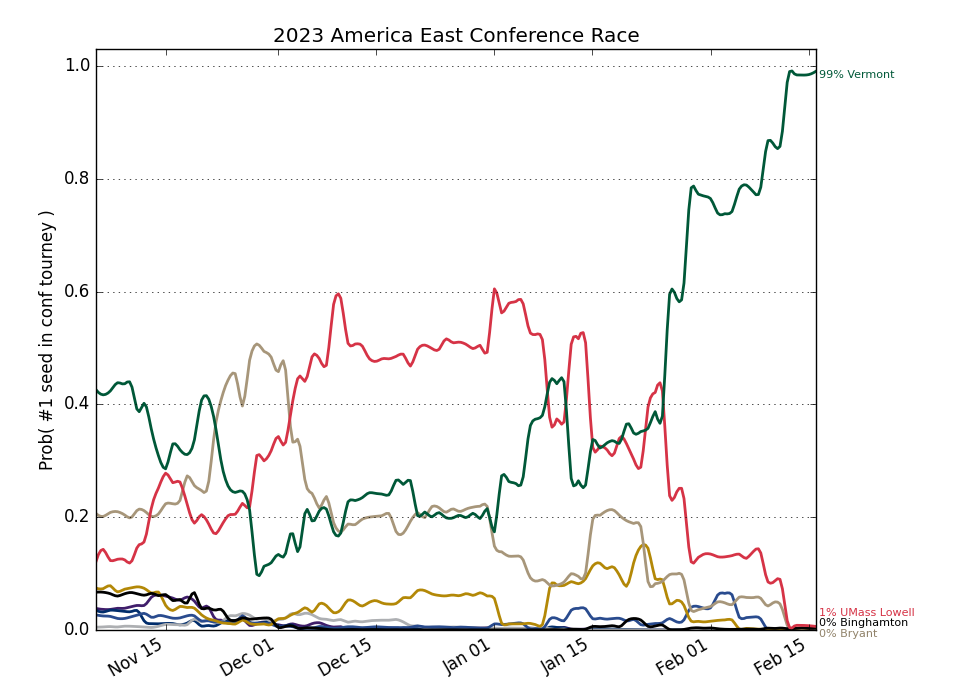 2023 America East Conference Race
Prob( #1 seed in conf tourney )
1.0
0.8
0.6
0.4
0.2
0.0
99% Vermont
1% UMass Lowell
0% Binghamton
0% Bryant
Nov 15
Dec 01
Dec 15
Jan 01
Jan 15
Feb 01
Feb 15